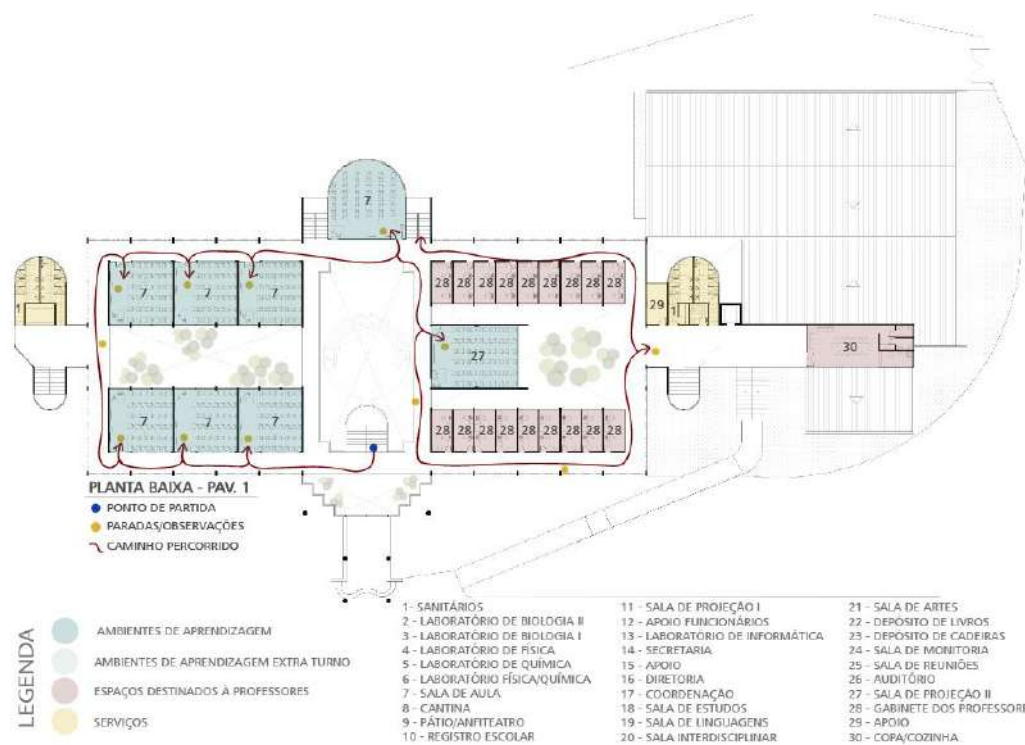 7
28 28 28 28 28 28 28 28
1
7 7 7
29 1
27
30
7 7 7
28 28 28 28 28 28 28 28
PLANTA BAIXA - PAV. 1
PONTO DE PARTIDA
PARADAS/OBSERVAÇÕES
CAMINHO PERCORRIDO
LEGENDA
AMBIENTES DE APRENDIZAGEM
AMBIENTES DE APRENDIZAGEM EXTRA TURNO
ESPAÇOS DESTINADOS À PROFESSORES
SERVIÇOS
1- SANITÁRIOS
2 - LABORATÓRIO DE BIOLOGIA II
3 - LABORATÓRIO DE BIOLOGIA I
4 - LABORATÓRIO DE FÍSICA
5 - LABORATÓRIO DE QUÍMICA
6 - LABORATÓRIO FÍSICA/QUÍMICA
7 - SALA DE AULA
8 - CANTINA
9 - PÁTIO/ANFITEATRO
10 - REGISTRO ESCOLAR
11 - SALA DE PROJEÇÃO I
12 - APOIO FUNCIONÁRIOS
13 - LABORATÓRIO DE INFORMÁTICA
14 - SECRETARIA
15 - APOIO
16 - DIRETORIA
17 - COORDENAÇÃO
18 - SALA DE ESTUDOS
19 - SALA DE LINGUAGENS
20 - SALA INTERDISCIPLINAR
21 - SALA DE ARTES
22 - DEPÓSITO DE LIVROS
23 - DEPÓSITO DE CADEIRAS
24 - SALA DE MONITORIA
25 - SALA DE REUNIÕES
26 - AUDITÓRIO
27 - SALA DE PROJEÇÃO II
28 - GABINETE DOS PROFESSORE
29 - APOIO
30 - COPA/COZINHA